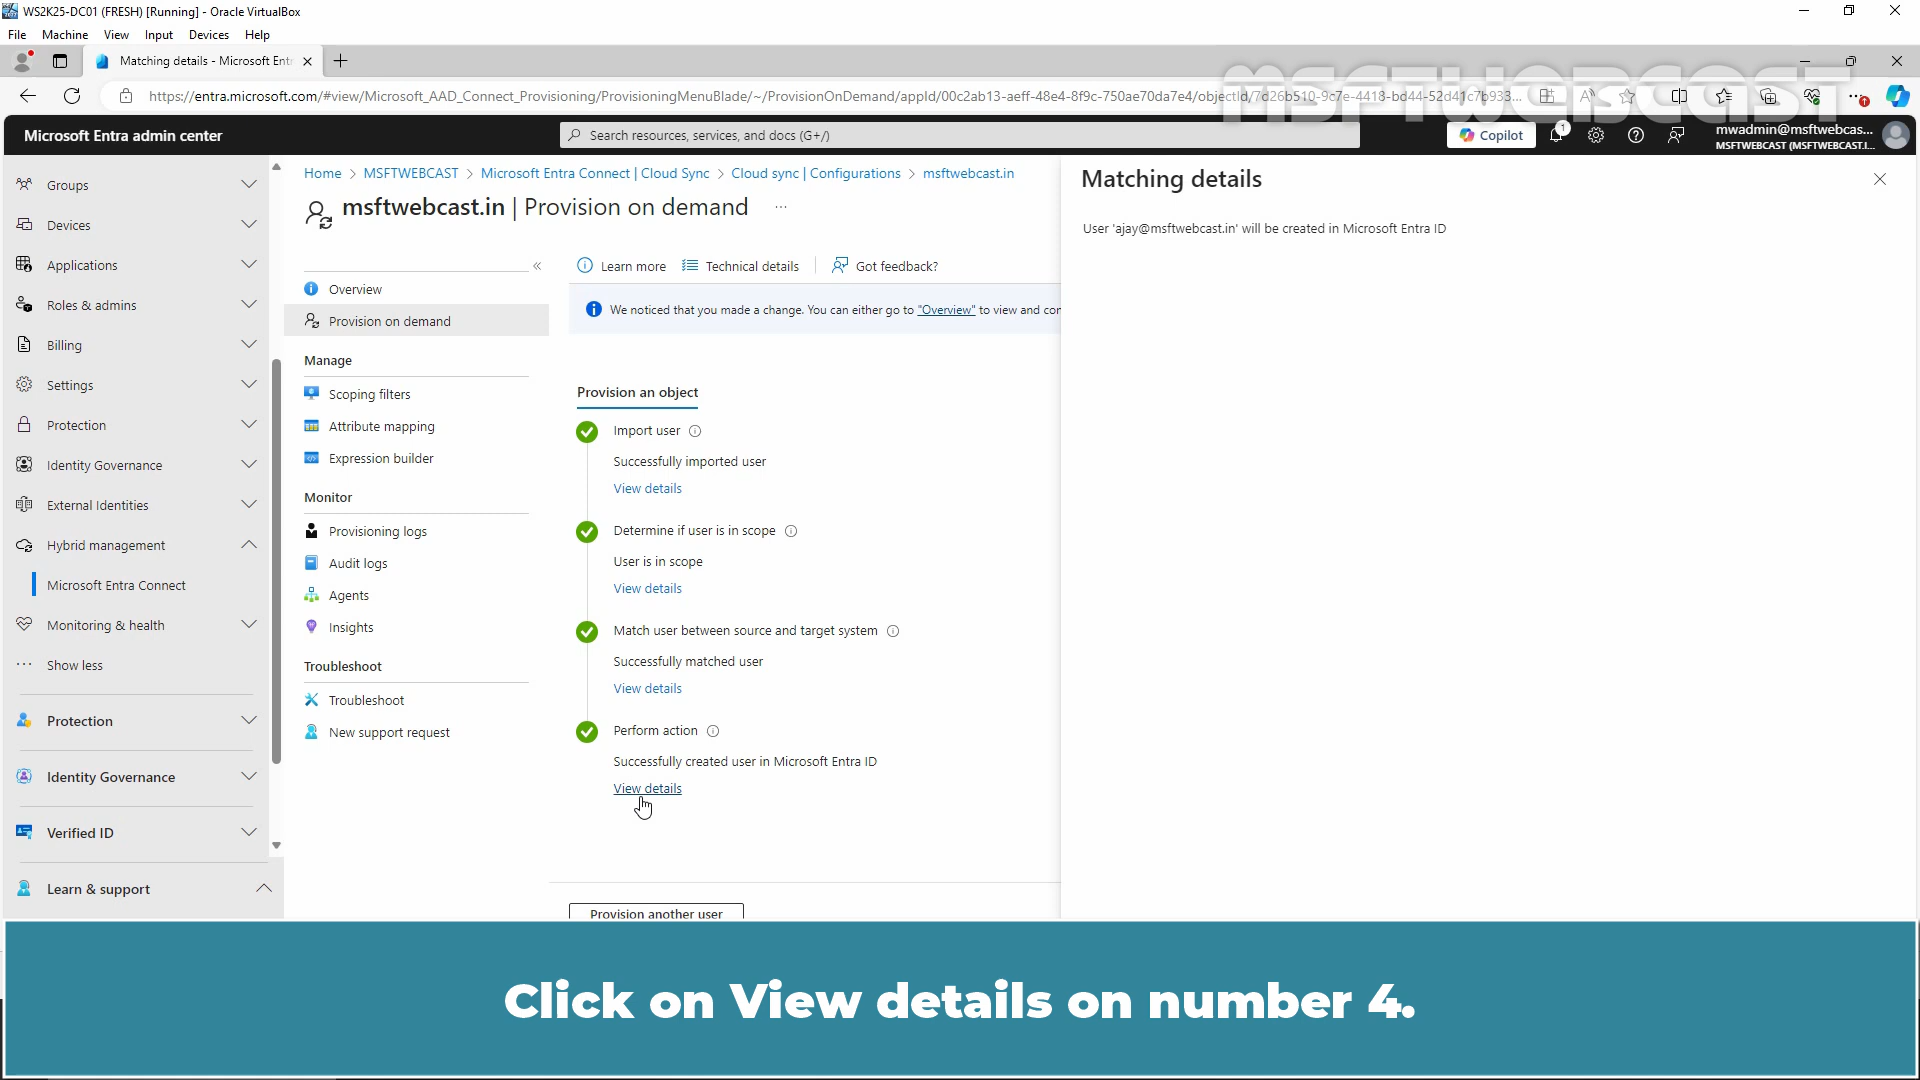 WS2K25-DC01 (FRESH) [Running] - Oracle VirtualBox
File Machine View Input Devices Help
Matching details - Microsoft Entr
https://entra.microsoft.com/#view/Microsoft_AAD_Connect_Provisioning/ProvisioningMenuBlade/~/ProvisionOnDemand/appId/00c2ab13-aeff-48e4-8f9c-750ae70da7e4/objectId/7d26b510-9c7e-4418-bd44-52d41c7b933...
MSFTWEBCAST
Microsoft Entra admin center
Search resources, services, and docs (G+/)
Copilot
1
mwadmin@msftwebcas...
MSFTWEBCAST (MSFTWEBCAST.I...
Groups
Devices
Applications
Roles & admins
Billing
Settings
Protection
Identity Governance
External Identities
Hybrid management
Microsoft Entra Connect
Monitoring & health
Show less
Protection
Identity Governance
Verified ID
Learn & support
Home > MSFTWEBCAST > Microsoft Entra Connect | Cloud Sync > Cloud sync | Configurations > msftwebcast.in
msftwebcast.in | Provision on demand ...
Overview
Provision on demand
Manage
Scoping filters
Attribute mapping
Expression builder
Monitor
Provisioning logs
Audit logs
Agents
Insights
Troubleshoot
Troubleshoot
New support request
Learn more
Technical details
Got feedback?
We noticed that you made a change. You can either go to "Overview" to view and cor
Provision an object
Import user
Successfully imported user
View details
Determine if user is in scope
User is in scope
View details
Match user between source and target system
Successfully matched user
View details
Perform action
Successfully created user in Microsoft Entra ID
View details
Provision another user
Matching details
User 'ajay@msftwebcast.in' will be created in Microsoft Entra ID
Click on View details on number 4.